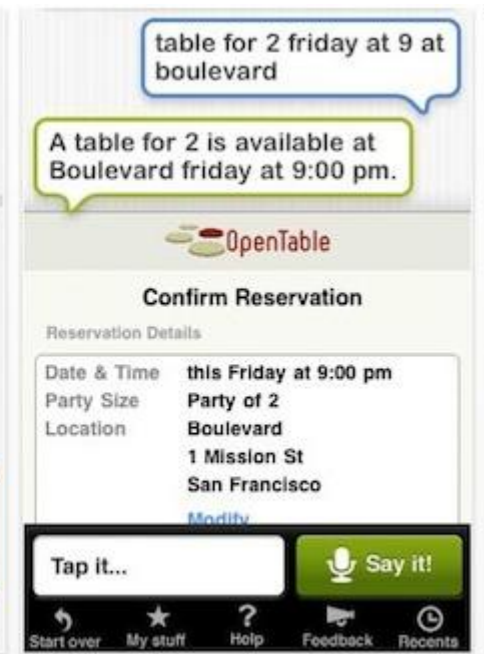 table for 2 friday at 9 at
boulevard
A table for 2 is available at
Boulevard friday at 9:00 pm.
OpenTable
Confirm Reservation
Reservation Details
Date & Time this Friday at 9:00 pm
Party Size Party of 2
Location Boulevard
1 Mission St
San Francisco
Modify
Tap it... Say it!
Start over My stuff Help Feedback Recents